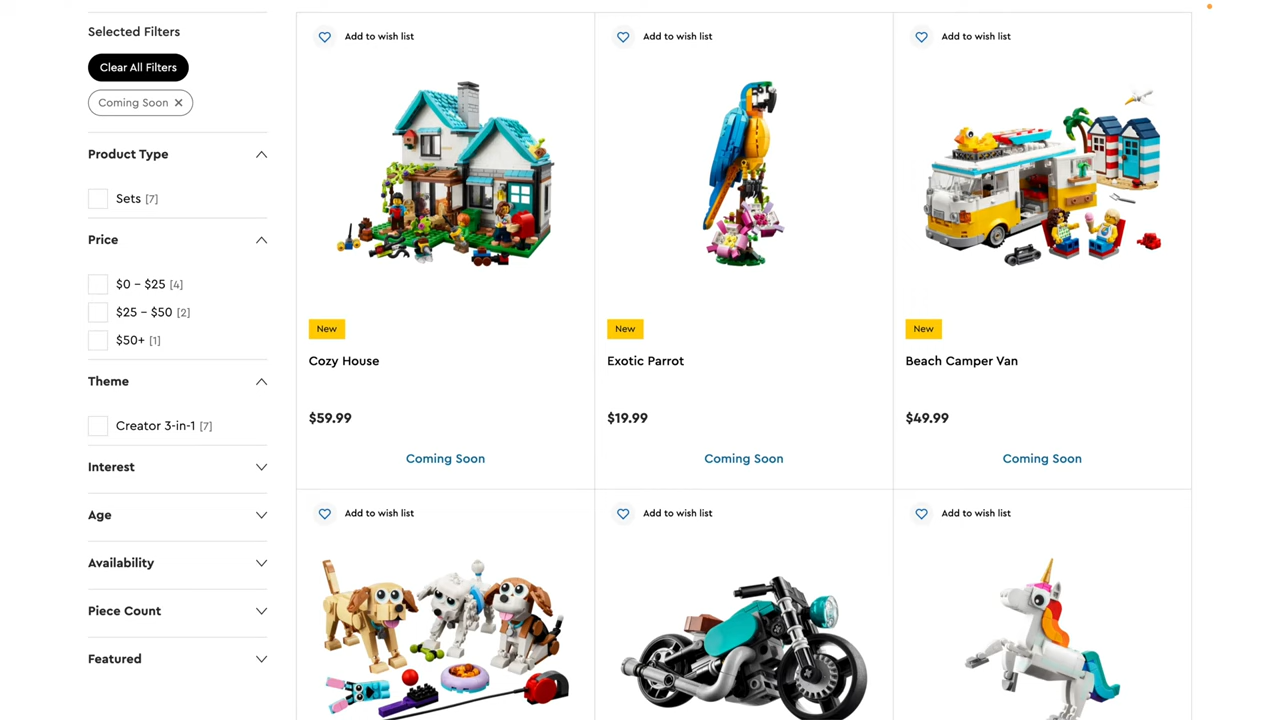 Selected Filters
Clear All Filters
Coming Soon ✕
Product Type
Sets [7]
Price
$0 – $25 [4]
$25 – $50 [2]
$50+ [1]
Theme
Creator 3-in-1 [7]
Interest
Age
Availability
Piece Count
Featured
Add to wish list
New
Cozy House
$59.99
Coming Soon
Add to wish list
New
Exotic Parrot
$19.99
Coming Soon
Add to wish list
New
Beach Camper Van
$49.99
Coming Soon
Add to wish list
Add to wish list
Add to wish list